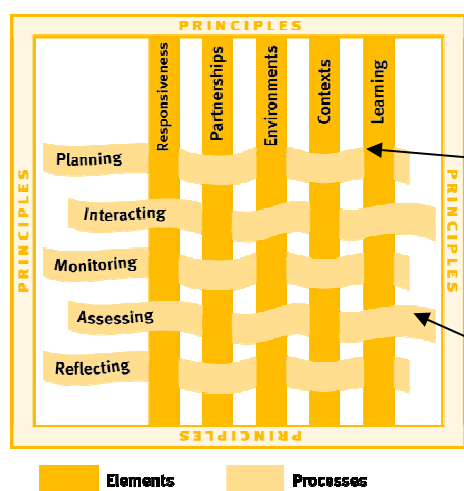 PRINCIPLES
Responsiveness
Partnerships
Environments
Contexts
Learning
Planning
Interacting
Monitoring
Assessing
Reflecting
PRINCIPLES
PRINCIPLES
PRINCIPLES
Elements
Processes